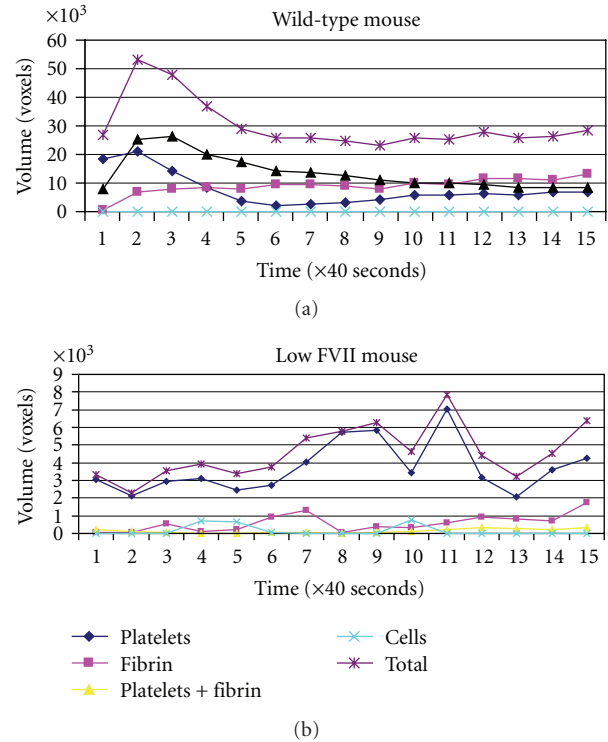 (a)
×10³
Wild-type mouse
Volume (voxels)
60
50
40
30
20
10
0
1 2 3 4 5 6 7 8 9 10 11 12 13 14 15
Time (×40 seconds)
(a)
×10³
Low FVII mouse
Volume (voxels)
9
8
7
6
5
4
3
2
1
0
1 2 3 4 5 6 7 8 9 10 11 12 13 14 15
Time (×40 seconds)
Platelets
Fibrin
Platelets + fibrin
Cells
Total
(b)